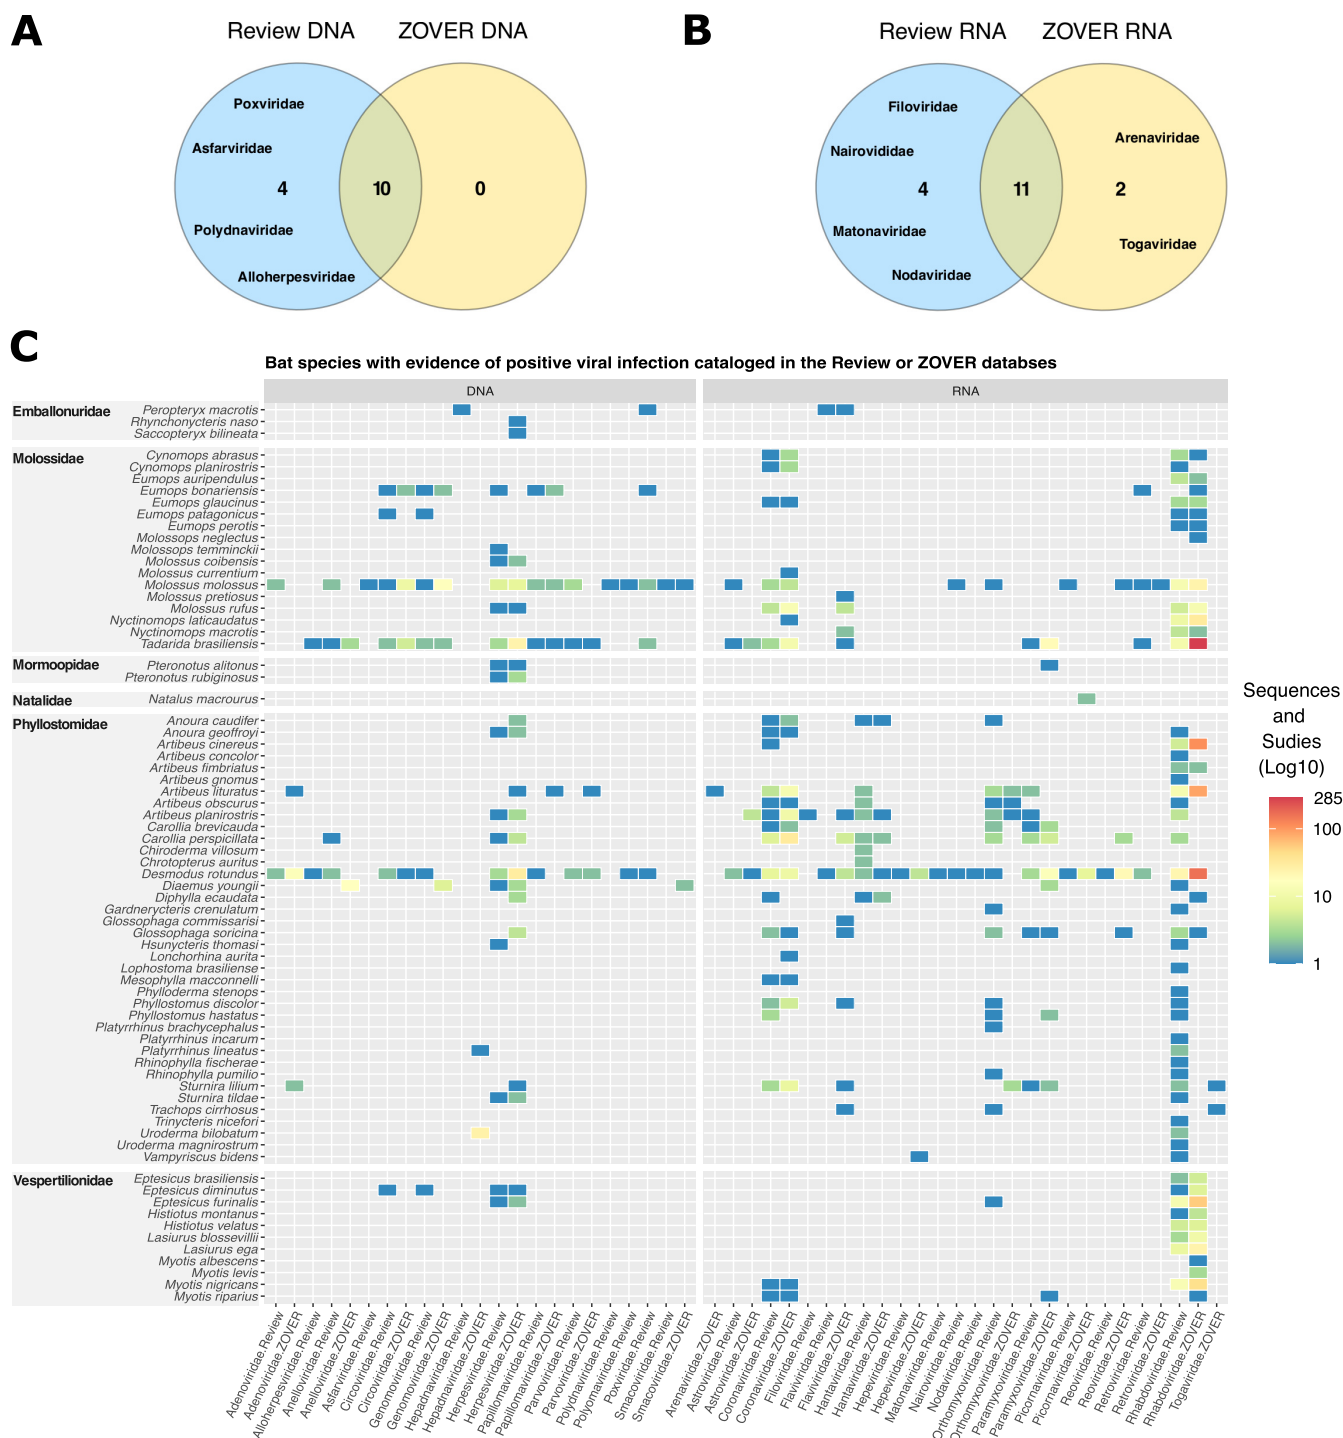 A
Review DNA
ZOVER DNA
Poxviridae
Asfarviridae
4
10
0
Polydnaviridae
Alloherpesviridae
B
Review RNA
ZOVER RNA
Filoviridae
Arenaviridae
Nairovididae
4
11
2
Matonaviridae
Togaviridae
Nodaviridae
C
Bat species with evidence of positive viral infection cataloged in the Review or ZOVER databses
DNA
RNA
Emballonuridae
Peropteryx macrotis
Rhynchonycteris naso
Saccopteryx bilineata
Molossidae
Cynomops abrasus
Cynomops planirostris
Eumops auripendulus
Eumops bonariensis
Eumops glaucinus
Eumops patagonicus
Eumops perotis
Molossops neglectus
Molossops temminckii
Molossus coibensis
Molossus currentium
Molossus molossus
Molossus pretiosus
Molossus rufus
Nyctinomops laticaudatus
Nyctinomops macrotis
Tadarida brasiliensis
Mormoopidae
Pteronotus alitonus
Pteronotus rubiginosus
Natalidae
Natalus macrourus
Phyllostomidae
Anoura caudifer
Anoura geoffroyi
Artibeus cinereus
Artibeus concolor
Artibeus fimbriatus
Artibeus gnomus
Artibeus lituratus
Artibeus obscurus
Artibeus planirostris
Carollia brevicauda
Carollia perspicillata
Chiroderma villosum
Chrotopterus auritus
Desmodus rotundus
Diaemus youngii
Diphylla ecaudata
Gardnerycteris crenulatum
Glossophaga commissarisi
Glossophaga soricina
Hsunycteris thomasi
Lonchorhina aurita
Lophostoma brasiliense
Mesophylla macconnelli
Phylloderma stenops
Phyllostomus discolor
Phyllostomus hastatus
Platyrrhinus brachycephalus
Platyrrhinus incarum
Platyrrhinus lineatus
Rhinophylla fischerae
Rhinophylla pumilio
Sturnira lilium
Sturnira tildae
Trachops cirrhosus
Trinycteris nicefori
Uroderma bilobatum
Uroderma magnirostrum
Vampyriscus bidens
Vespertilionidae
Eptesicus brasiliensis
Eptesicus diminutus
Eptesicus furinalis
Histiotus montanus
Histiotus velatus
Lasiurus blossevillii
Lasiurus ega
Myotis albescens
Myotis levis
Myotis nigricans
Myotis riparius
Sequences
and
Sudies
(Log10)
285
100
10
1
Adenoviridae.Review
Adenoviridae.ZOVER
Alloherpesviridae.Review
Anelloviridae.Review
Anelloviridae.ZOVER
Asfarviridae.Review
Circoviridae.Review
Circoviridae.ZOVER
Genomoviridae.Review
Genomoviridae.ZOVER
Hepadnaviridae.Review
Hepadnaviridae.ZOVER
Herpesviridae.Review
Herpesviridae.ZOVER
Papillomaviridae.Review
Papillomaviridae.ZOVER
Parvoviridae.Review
Parvoviridae.ZOVER
Polydnaviridae.Review
Polyomaviridae.Review
Poxviridae.Review
Smacoviridae.Review
Smacoviridae.ZOVER
Arenaviridae.ZOVER
Astroviridae.Review
Astroviridae.ZOVER
Coronaviridae.Review
Coronaviridae.ZOVER
Filoviridae.Review
Flaviviridae.Review
Flaviviridae.ZOVER
Hantaviridae.Review
Hantaviridae.ZOVER
Hepeviridae.Review
Hepeviridae.ZOVER
Matonaviridae.Review
Nairoviridae.Review
Nodaviridae.Review
Orthomyxoviridae.Review
Orthomyxoviridae.ZOVER
Paramyxoviridae.Review
Paramyxoviridae.ZOVER
Picornaviridae.Review
Picornaviridae.ZOVER
Reoviridae.Review
Reoviridae.ZOVER
Retroviridae.Review
Retroviridae.ZOVER
Rhabdoviridae.Review
Rhabdoviridae.ZOVER
Togaviridae.ZOVER